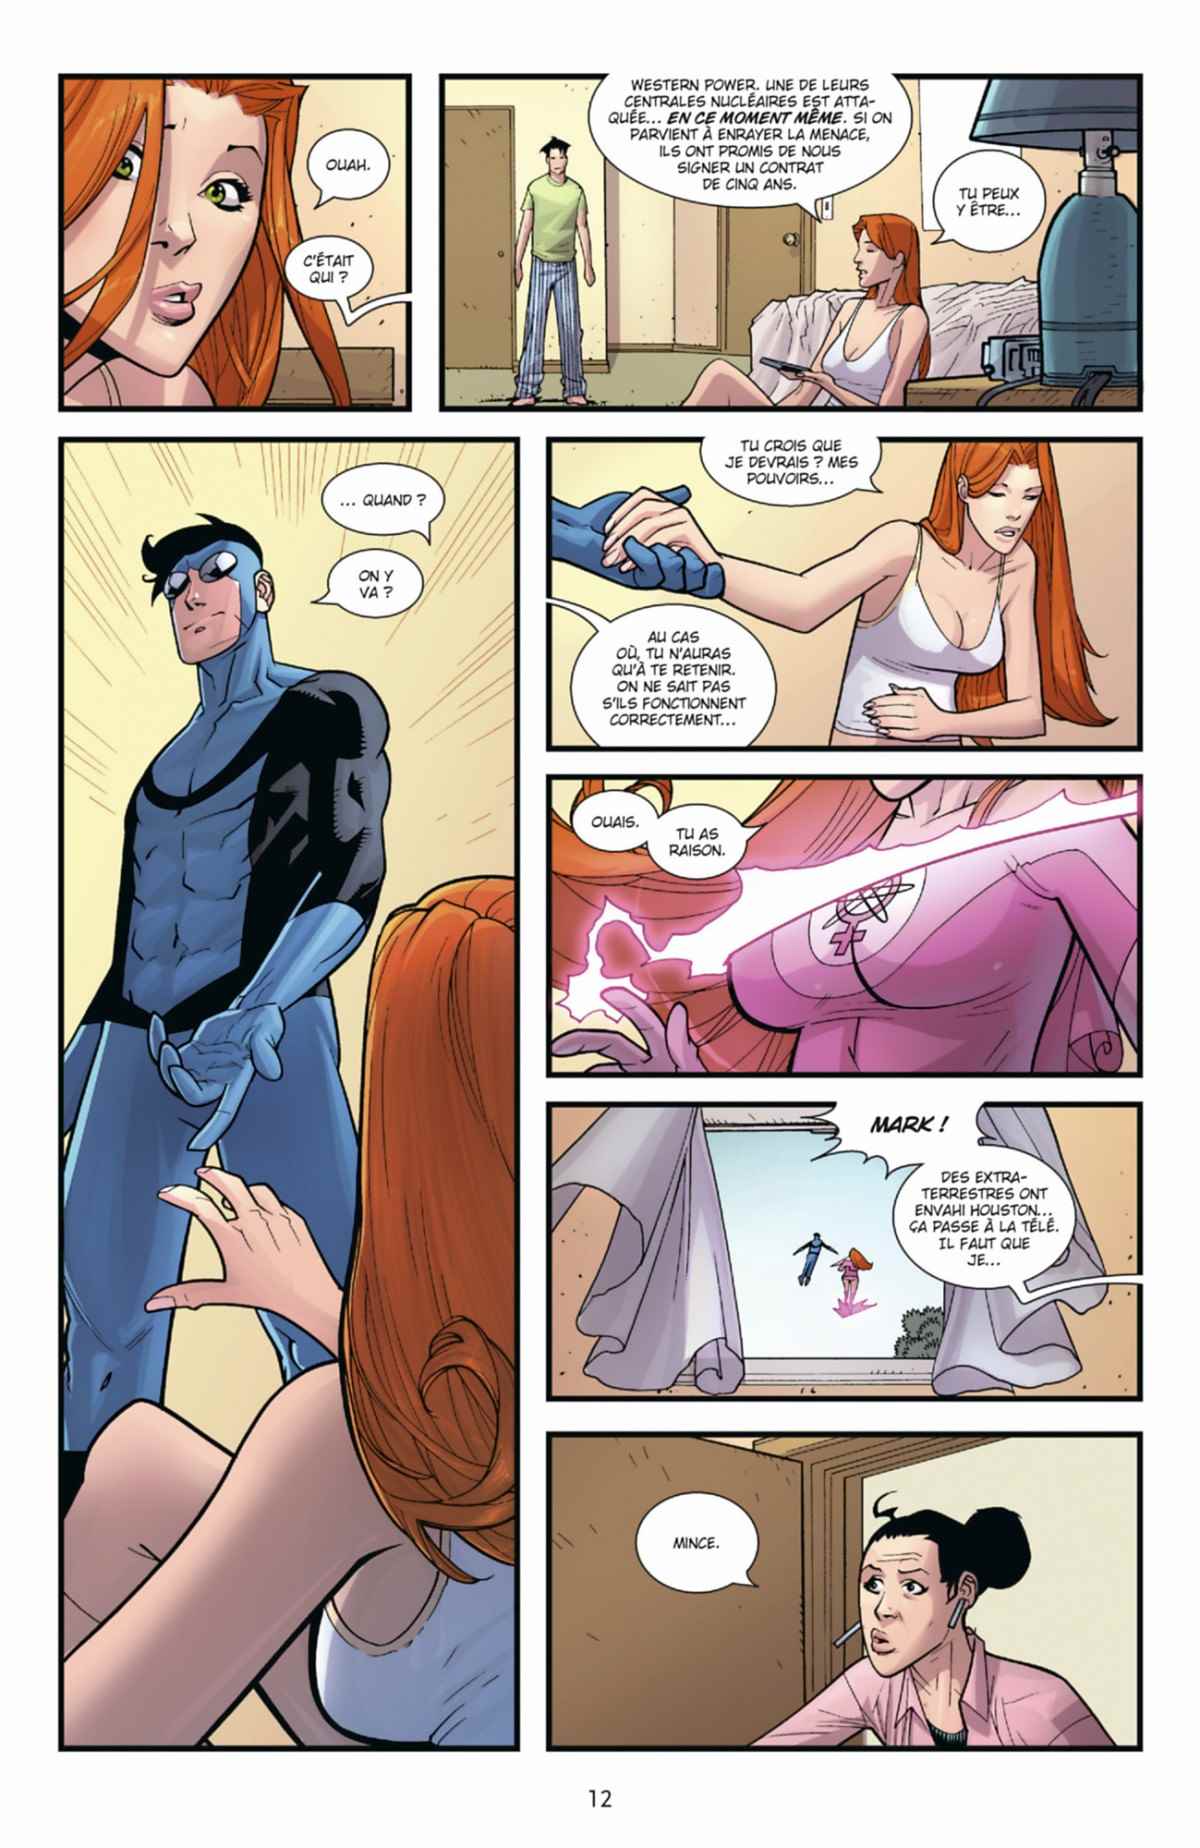 OUAH.
C'ÉTAIT
QUI ?
WESTERN POWER. UNE DE LEURS
CENTRALES NUCLÉAIRES EST ATTA-
QUÉE... EN CE MOMENT MÊME. SI ON
PARVIENT À ENRAYER LA MENACE,
ILS ONT PROMIS DE NOUS
SIGNER UN CONTRAT
DE CINQ ANS.
TU PEUX
Y ÊTRE...
... QUAND ?
ON Y
VA ?
TU CROIS QUE
JE DEVRAIS ? MES
POUVOIRS...
AU CAS
OÙ, TU N'AURAS
QU'À TE RETENIR.
ON NE SAIT PAS
S'ILS FONCTIONNENT
CORRECTEMENT...
OUAIS.
TU AS
RAISON.
MARK !
DES EXTRA-
TERRESTRES ONT
ENVAHI HOUSTON...
ÇA PASSE À LA TÉLÉ.
IL FAUT QUE
JE...
MINCE.
12